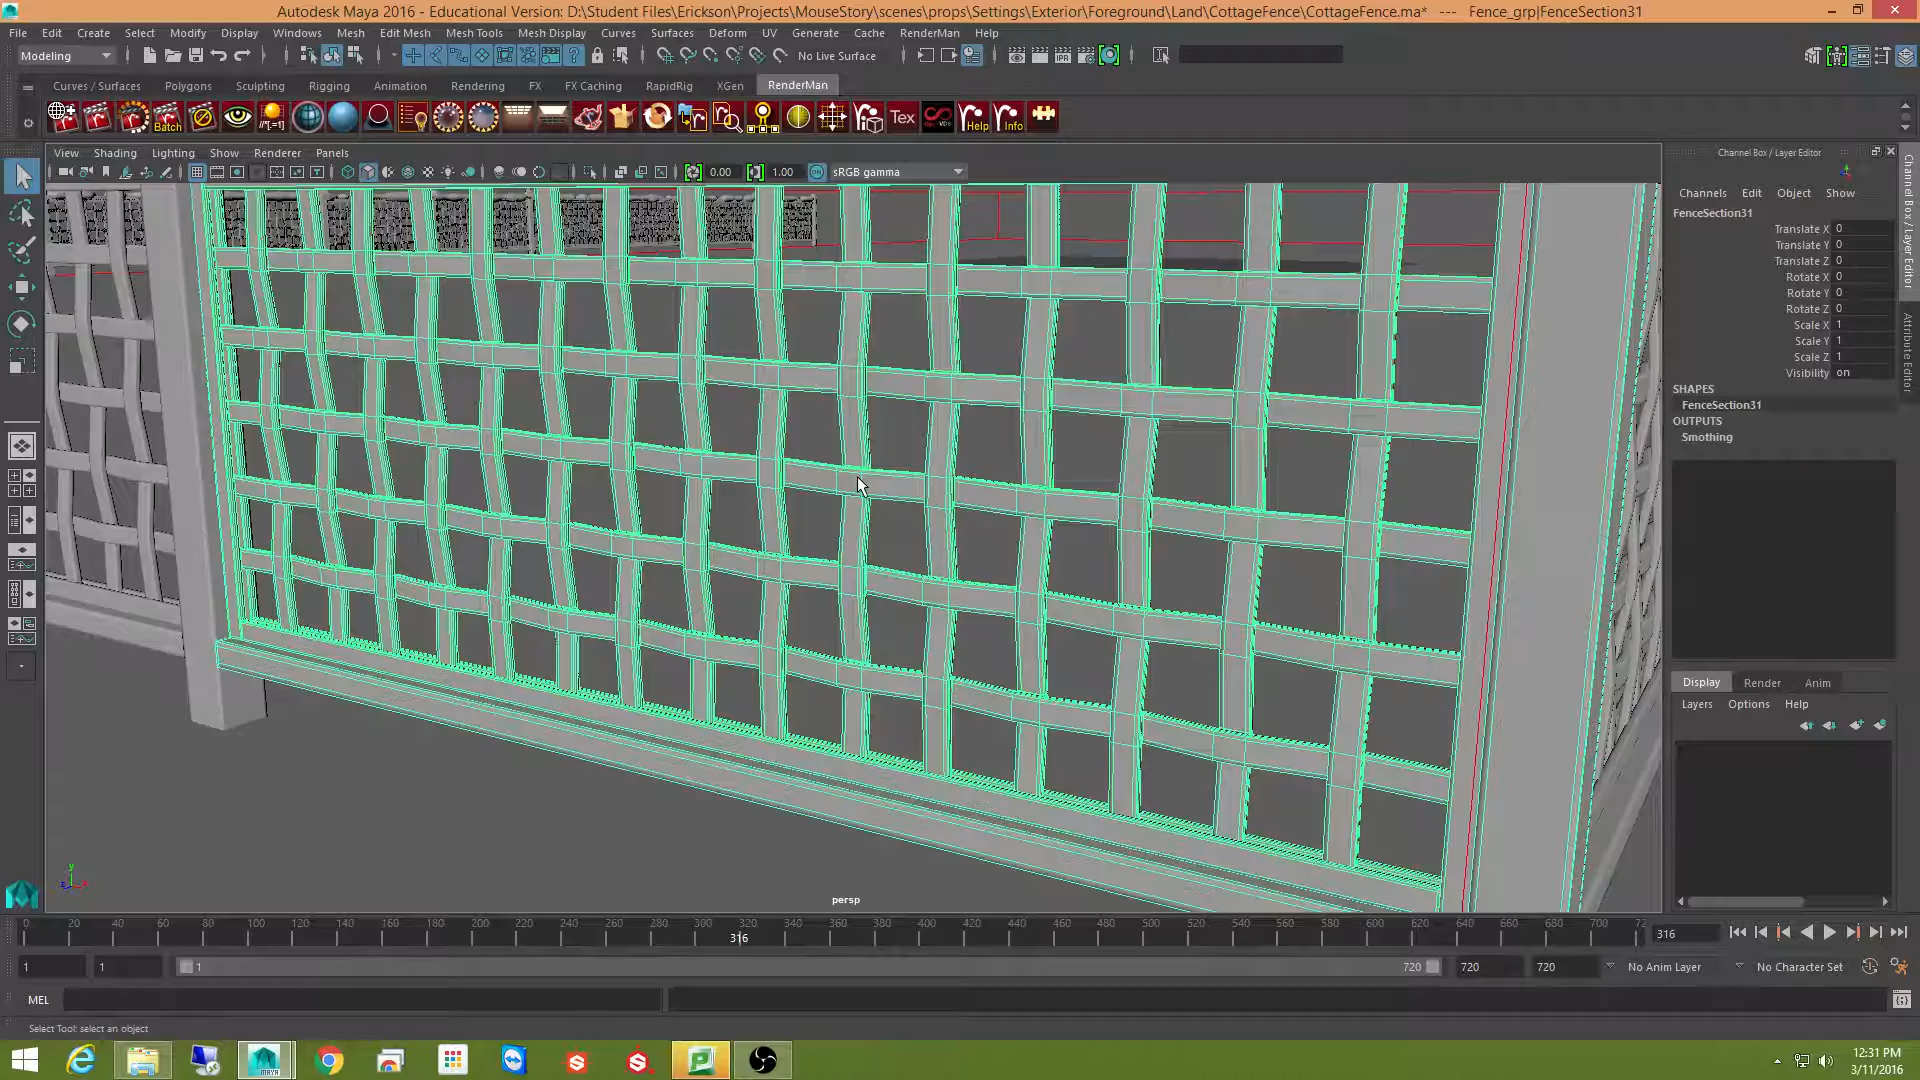 Autodesk Maya 2016 - Educational Version: D:\Student Files\Erickson\Projects\MouseStory\scenes\props\Settings\Exterior\Foreground\Land\CottageFence\CottageFence.ma* --- Fence_grp|FenceSection31
File Edit Create Select Modify Display Windows Mesh Edit Mesh Mesh Tools Mesh Display Curves Surfaces Deform UV Generate Cache RenderMan Help
Modeling No Live Surface
Curves / Surfaces Polygons Sculpting Rigging Animation Rendering FX FX Caching RapidRig XGen RenderMan
Batch Tex Help Info
View Shading Lighting Show Renderer Panels
0.00 1.00 sRGB gamma
persp
Channel Box / Layer Editor
Channels Edit Object Show
FenceSection31
Translate X 0
Translate Y 0
Translate Z 0
Rotate X 0
Rotate Y 0
Rotate Z 0
Scale X 1
Scale Y 1
Scale Z 1
Visibility on
SHAPES
FenceSection31
OUTPUTS
Smothing
Display Render Anim
Layers Options Help
Channel Box / Layer Editor
Attribute Editor
0 20 40 60 80 100 120 140 160 180 200 220 240 260 280 300 320 340 360 380 400 420 440 460 480 500 520 540 560 580 600 620 640 660 680 700 72
316
316
1 1 1 720 720 720 No Anim Layer No Character Set
MEL
Select Tool: select an object
MAYA
12:31 PM
3/11/2016